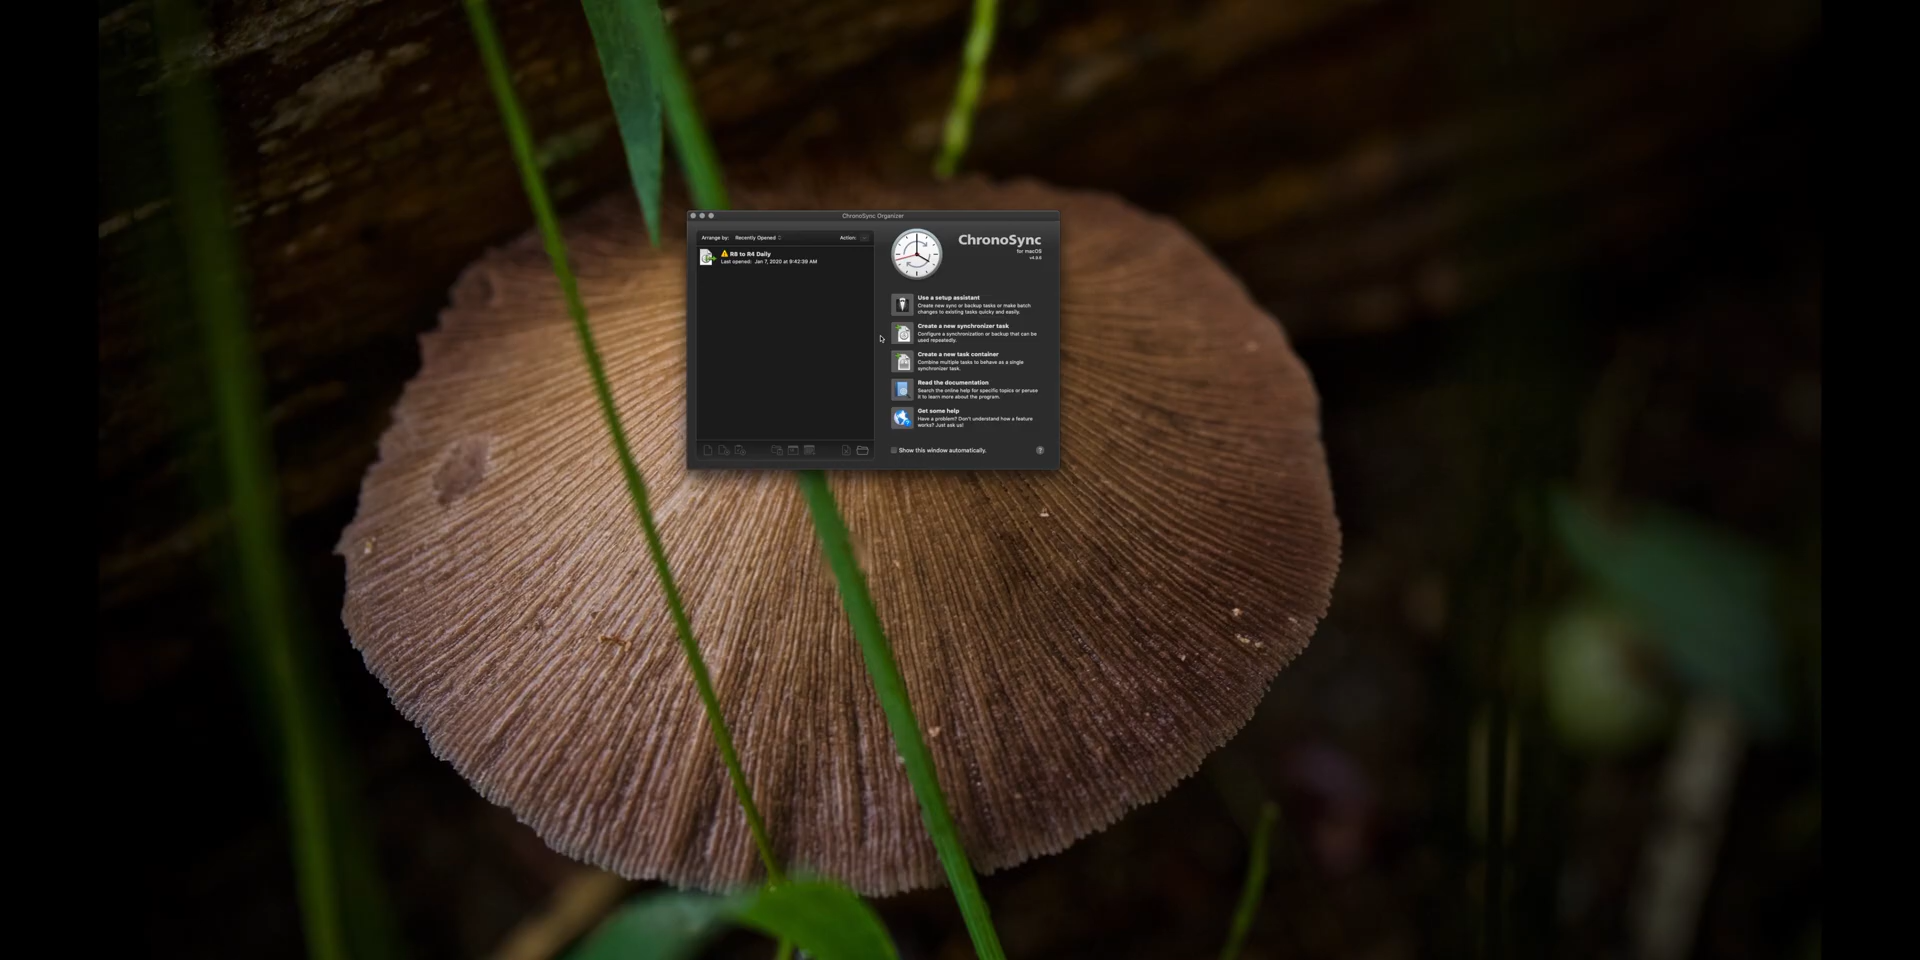 ChronoSync Organizer
Arrange by: Recently Opened
Action:
R8 to R4 Daily
Last opened: Jan 7, 2020 at 9:42:39 AM
ChronoSync
for macOS
v4.9.6
Use a setup assistant
Create new sync or backup tasks or make batch
changes to existing tasks quickly and easily.
Create a new synchronizer task
Configure a synchronization or backup that can be
used repeatedly.
Create a new task container
Combine multiple tasks to behave as a single
synchronizer task.
Read the documentation
Search the online help for specific topics or peruse
it to learn more about the program.
Get some help
Have a problem? Don't understand how a feature
works? Just ask us!
Show this window automatically.
?